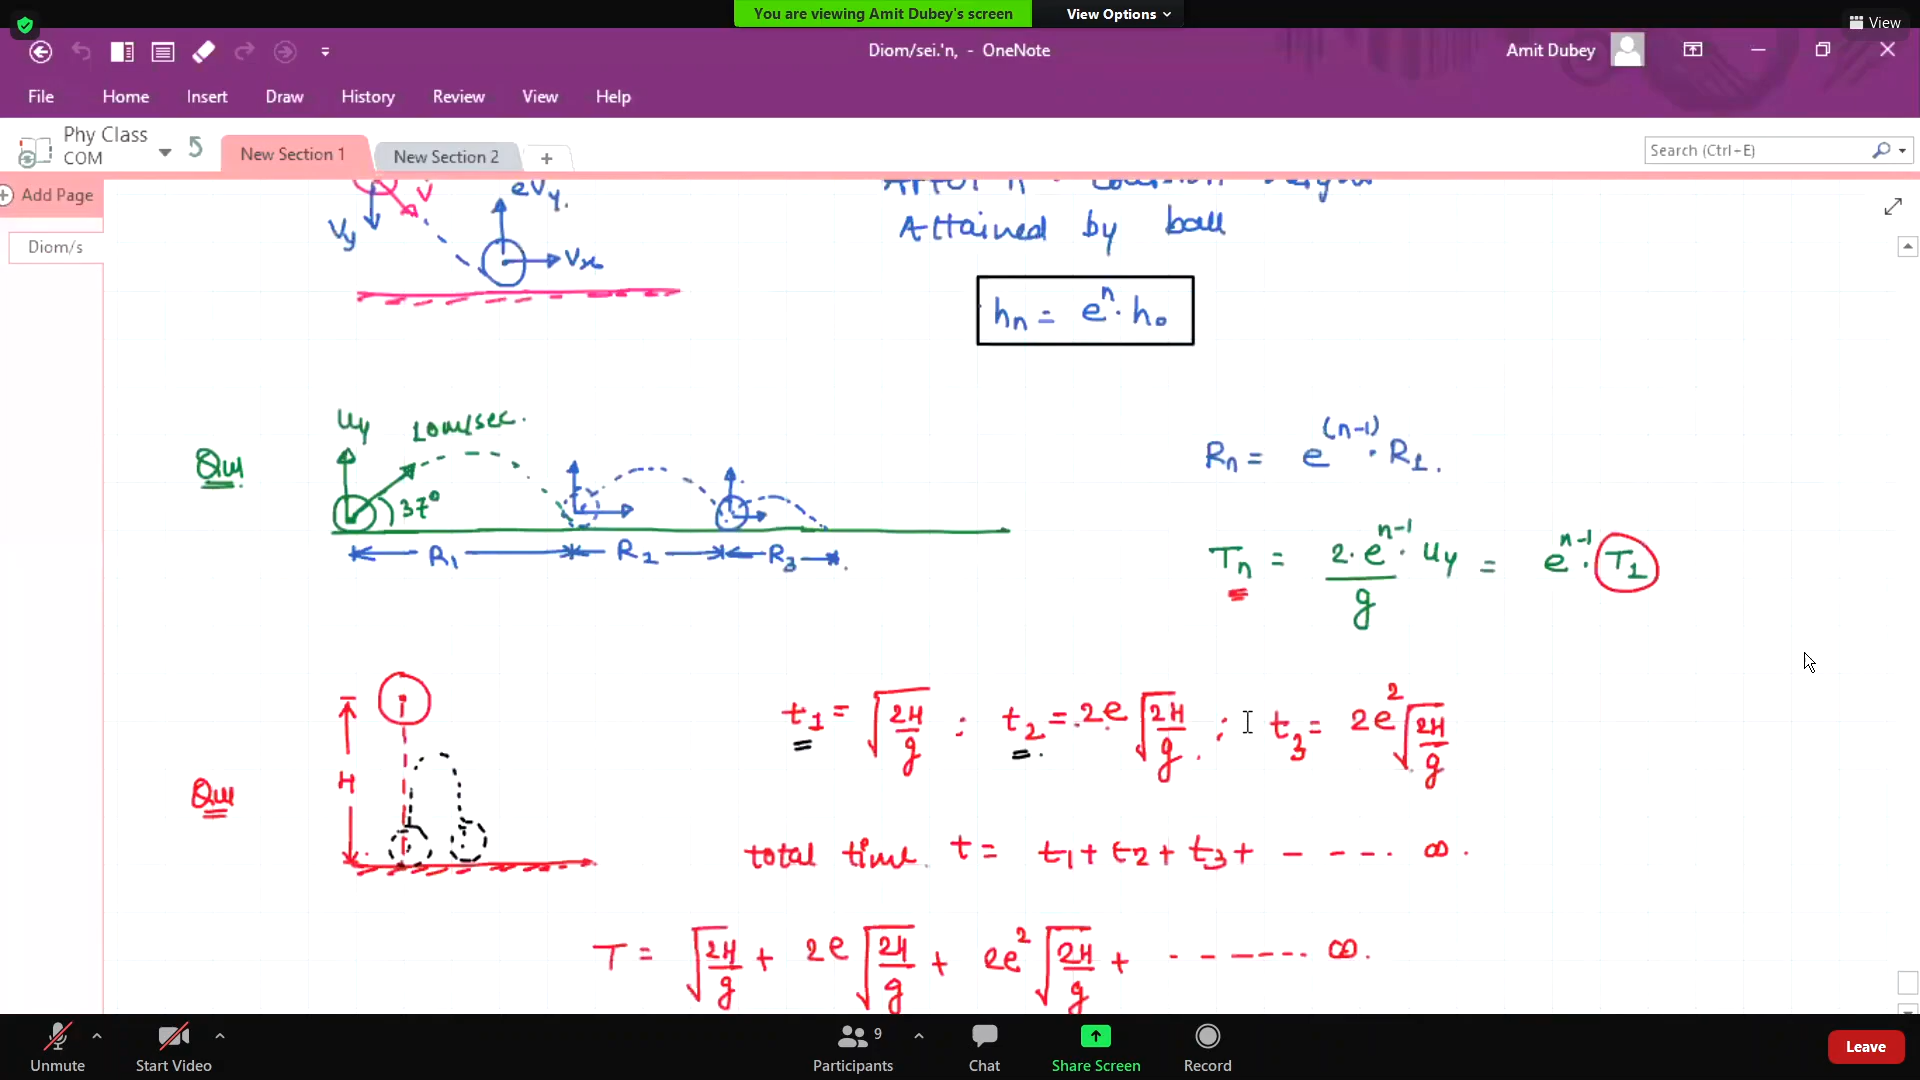 You are viewing Amit Dubey's screen
View Options
View
Diom/sei.'n, - OneNote
Amit Dubey
File Home Insert Draw History Review View Help
Phy Class
COM
New Section 1
New Section 2
Search (Ctrl+E)
Add Page
Diom/s
V
eVy.
Vy
Vx
Attained by ball
hn = e^n · h₀
Uy
10m/sec.
Qu
37°
R1
R2
R3
Rn = e^(n-1) · R1.
Tn = 2·e^n-1 · uy / g = e^n-1 · T1
H
Qu
t1 = √2H/g ; t2 = 2e √2H/g ; t3 = 2e² √2H/g
total time t = t1 + t2 + t3 + - - - - - ∞.
T = √2H/g + 2e √2H/g + 2e² √2H/g + - - - - - - ∞.
Unmute
Start Video
9
Participants
Chat
Share Screen
Record
Leave